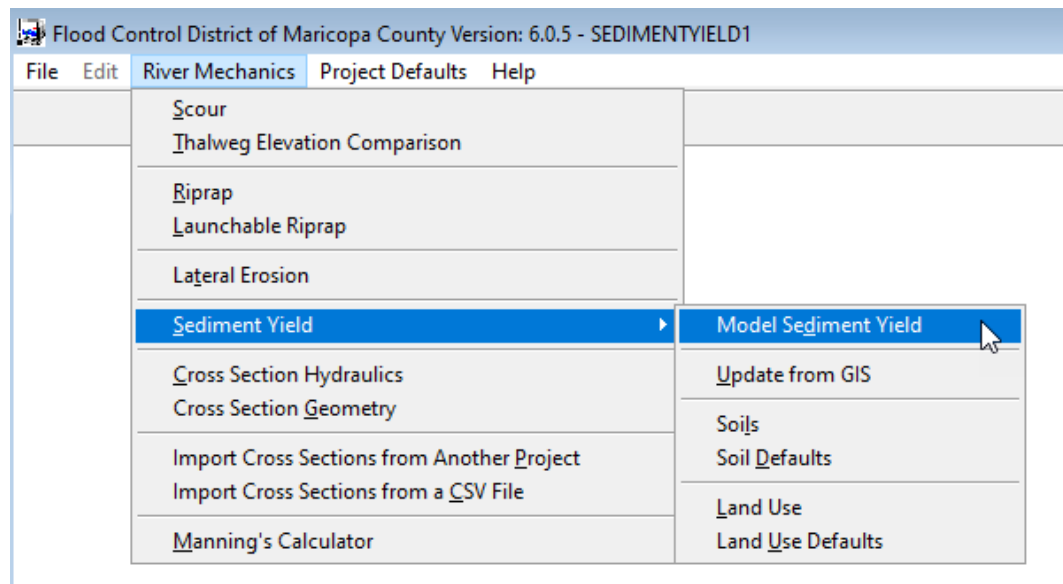 Flood Control District of Maricopa County Version: 6.0.5 - SEDIMENTYIELD1
File Edit River Mechanics Project Defaults Help
Scour
Thalweg Elevation Comparison
Riprap
Launchable Riprap
Lateral Erosion
Sediment Yield
Cross Section Hydraulics
Cross Section Geometry
Import Cross Sections from Another Project
Import Cross Sections from a CSV File
Manning's Calculator
Model Sediment Yield
Update from GIS
Soils
Soil Defaults
Land Use
Land Use Defaults